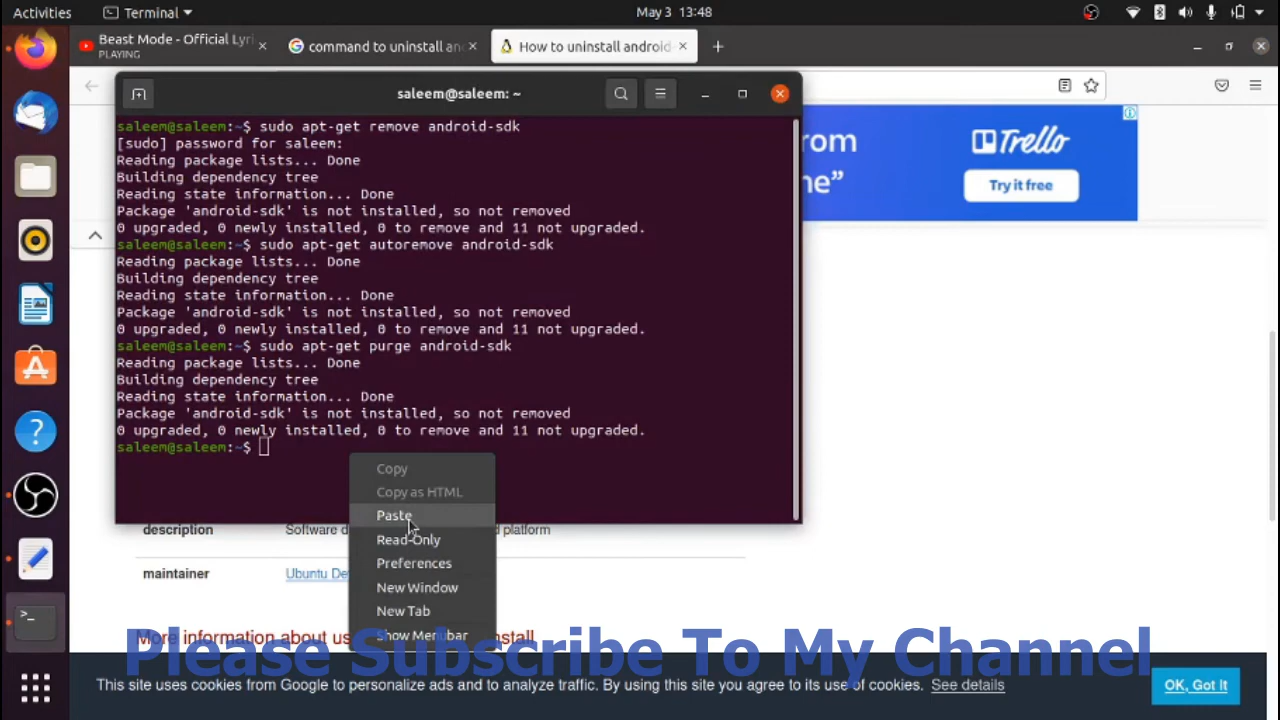 Activities
Terminal
May 3 13:48
Beast Mode - Official Lyri
PLAYING
command to uninstall an
How to uninstall android-
saleem@saleem: ~
saleem@saleem:~$ sudo apt-get remove android-sdk
[sudo] password for saleem:
Reading package lists... Done
Building dependency tree
Reading state information... Done
Package 'android-sdk' is not installed, so not removed
0 upgraded, 0 newly installed, 0 to remove and 11 not upgraded.
saleem@saleem:~$ sudo apt-get autoremove android-sdk
Reading package lists... Done
Building dependency tree
Reading state information... Done
Package 'android-sdk' is not installed, so not removed
0 upgraded, 0 newly installed, 0 to remove and 11 not upgraded.
saleem@saleem:~$ sudo apt-get purge android-sdk
Reading package lists... Done
Building dependency tree
Reading state information... Done
Package 'android-sdk' is not installed, so not removed
0 upgraded, 0 newly installed, 0 to remove and 11 not upgraded.
saleem@saleem:~$
from
Trello
me”
Try it free
Copy
Copy as HTML
Paste
Read-Only
Preferences
New Window
New Tab
Show Menubar
description
Software d
d platform
maintainer
Ubuntu De
More information about us
install
Please Subscribe To My Channel
This site uses cookies from Google to personalize ads and to analyze traffic. By using this site you agree to its use of cookies. See details
OK, Got It